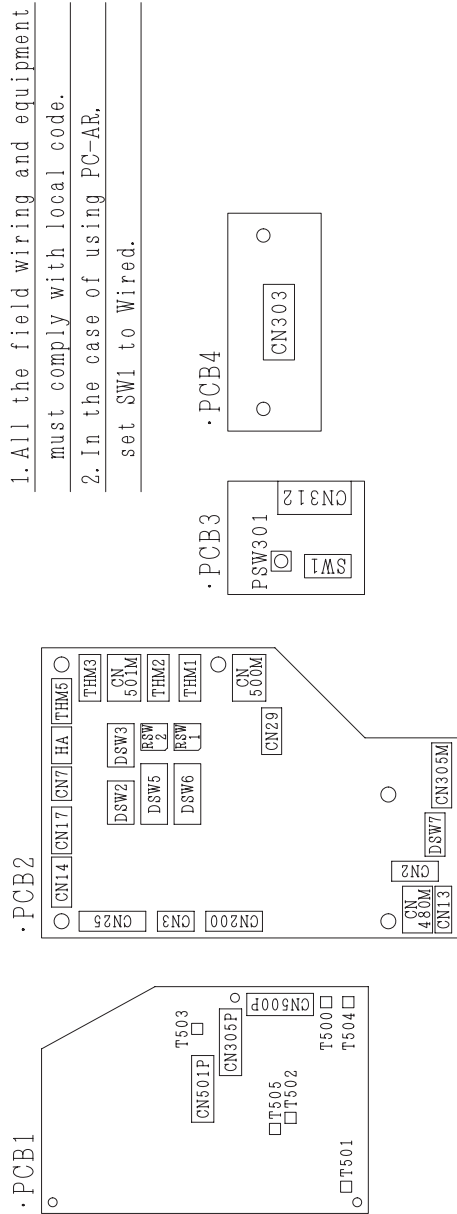 ·PCB1
T503
CN501P
CN305P
CN500P
T505
T502
T500
T504
T501
·PCB2
CN14
CN17
CN7
HA
THM5
CN25
CN3
CN200
DSW2
DSW3
DSW5
DSW6
RSW
2
RSW
1
THM3
CN
501M
THM2
THM1
CN
500M
CN29
CN
480M
CN13
CN2
DSW7
CN305M
·PCB3
PSW301
SW1
CN312
·PCB4
CN303
1.All the field wiring and equipment
must comply with local code.
2.In the case of using PC-AR,
set SW1 to Wired.